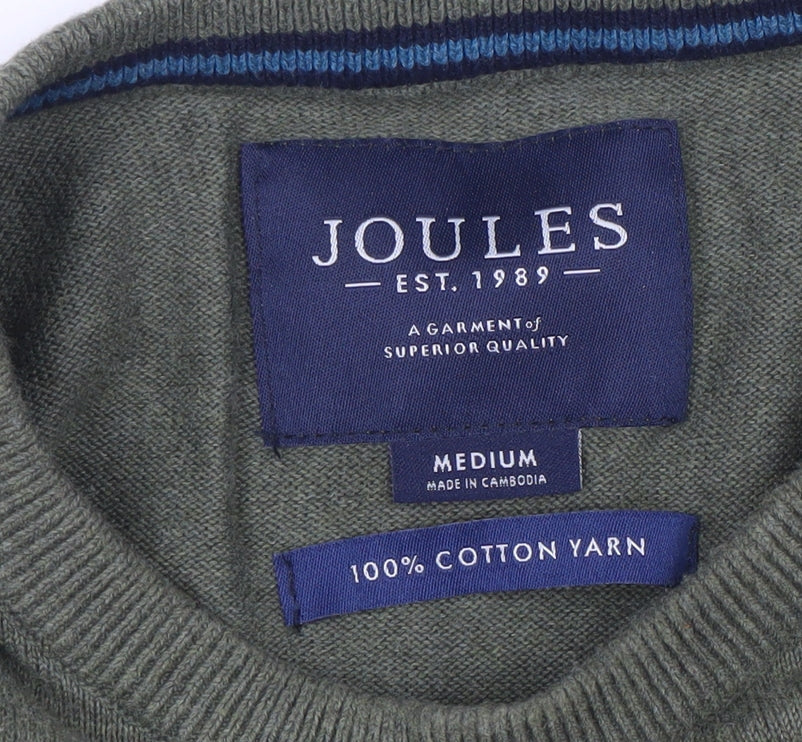 JOULES
— EST. 1989 —
A GARMENT of
SUPERIOR QUALITY
MEDIUM
MADE IN CAMBODIA
100% COTTON YARN